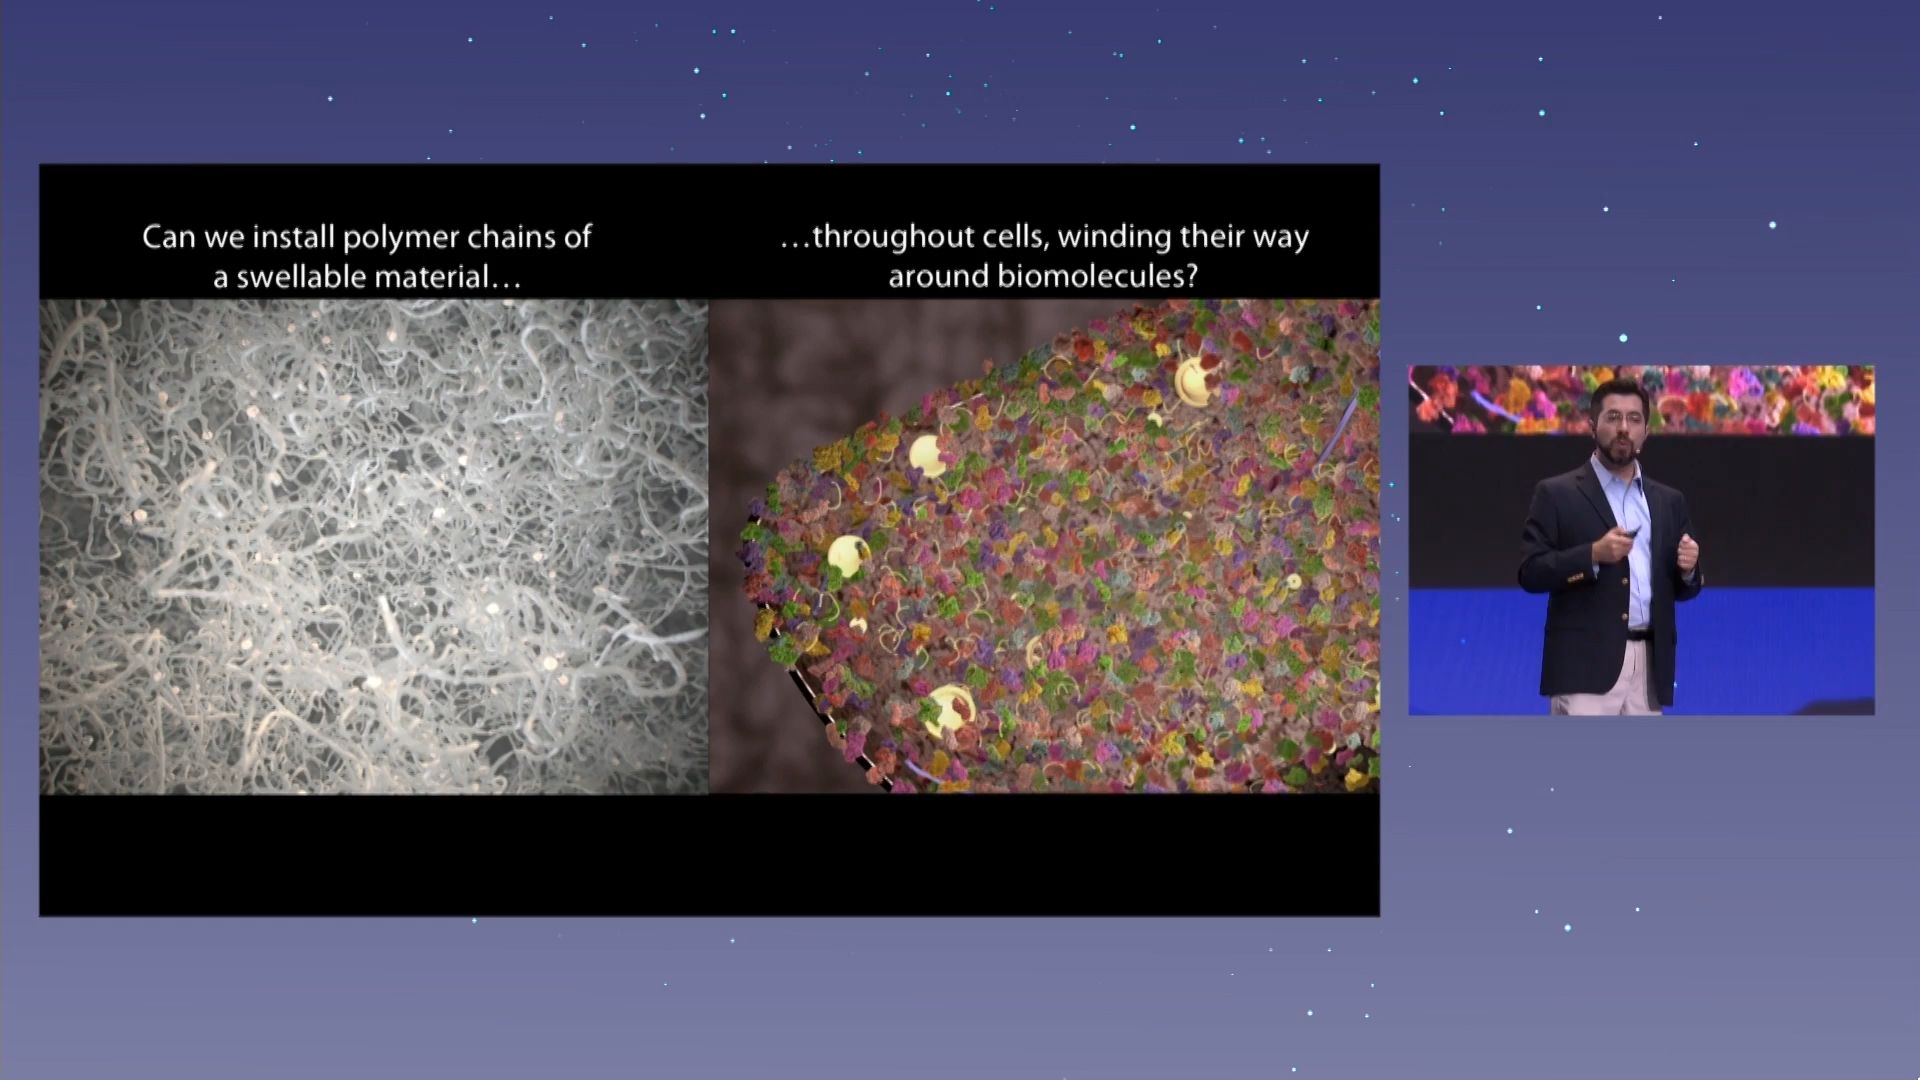 Can we install polymer chains of
a swellable material…
…throughout cells, winding their way
around biomolecules?